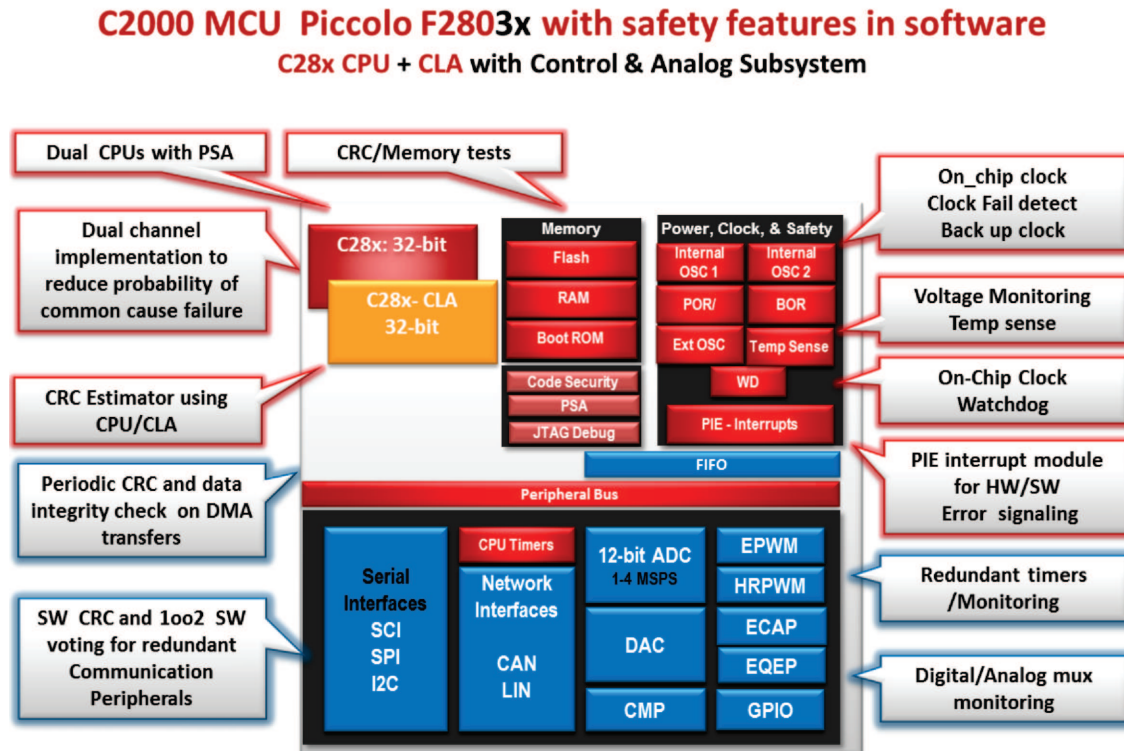 C2000 MCU Piccolo F2803x with safety features in software
C28x CPU + CLA with Control & Analog Subsystem
Dual CPUs with PSA
CRC/Memory tests
On_chip clock
Clock Fail detect
Back up clock
Dual channel
implementation to
reduce probability of
common cause failure
C28x: 32-bit
C28x- CLA
32-bit
Memory
Flash
RAM
Boot ROM
Code Security
PSA
JTAG Debug
Power, Clock, & Safety
Internal
OSC 1
Internal
OSC 2
POR/
BOR
Ext OSC
Temp Sense
WD
PIE - Interrupts
Voltage Monitoring
Temp sense
CRC Estimator using
CPU/CLA
On-Chip Clock
Watchdog
FIFO
Peripheral Bus
Periodic CRC and data
integrity check on DMA
transfers
PIE interrupt module
for HW/SW
Error signaling
Serial
Interfaces
SCI
SPI
I2C
CPU Timers
Network
Interfaces
CAN
LIN
12-bit ADC
1-4 MSPS
DAC
CMP
EPWM
HRPWM
ECAP
EQEP
GPIO
Redundant timers
/Monitoring
SW CRC and 1oo2 SW
voting for redundant
Communication
Peripherals
Digital/Analog mux
monitoring